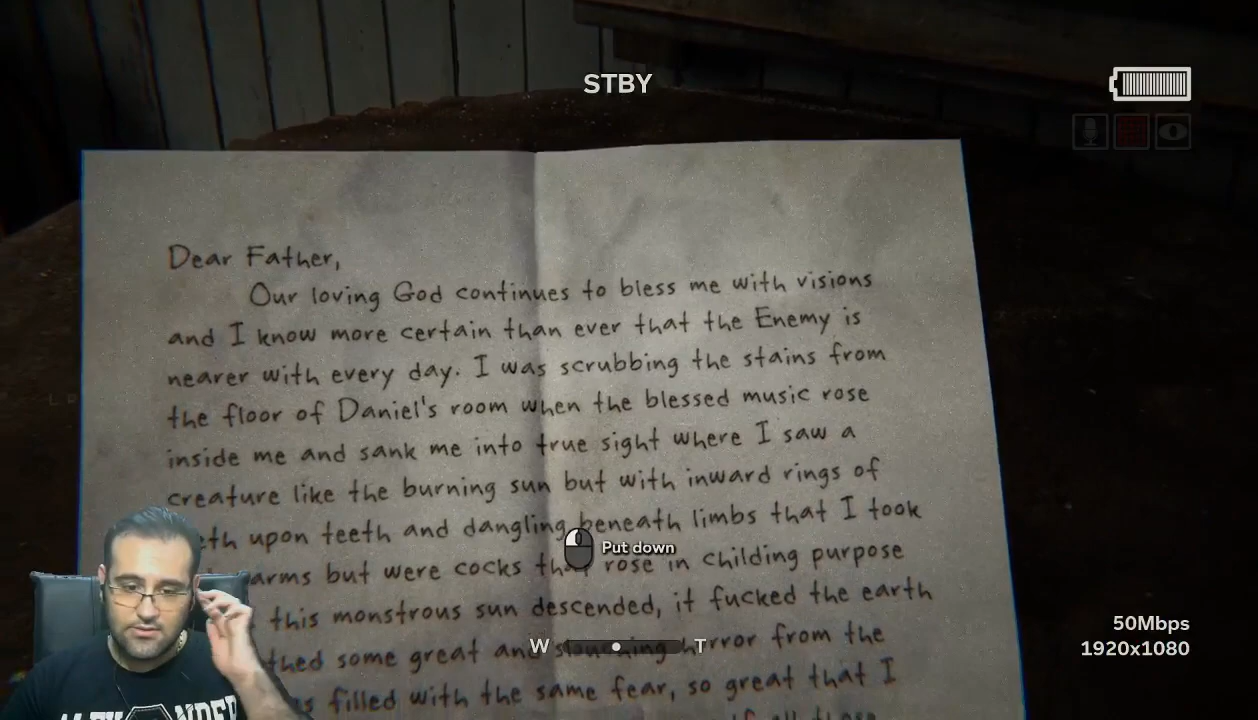 STBY
Dear Father,
Our loving God continues to bless me with visions
and I know more certain than ever that the Enemy is
nearer with every day. I was scrubbing the stains from
the floor of Daniel's room when the blessed music rose
inside me and sank me into true sight where I saw a
creature like the burning sun but with inward rings of
upon teeth and dangling beneath limbs that I took
arms but were cocks that rose in childing purpose
this monstrous sun descended, it fucked the earth
some great and slouching horror from the
filled with the same fear, so great that I
Put down
W T
50Mbps
1920x1080